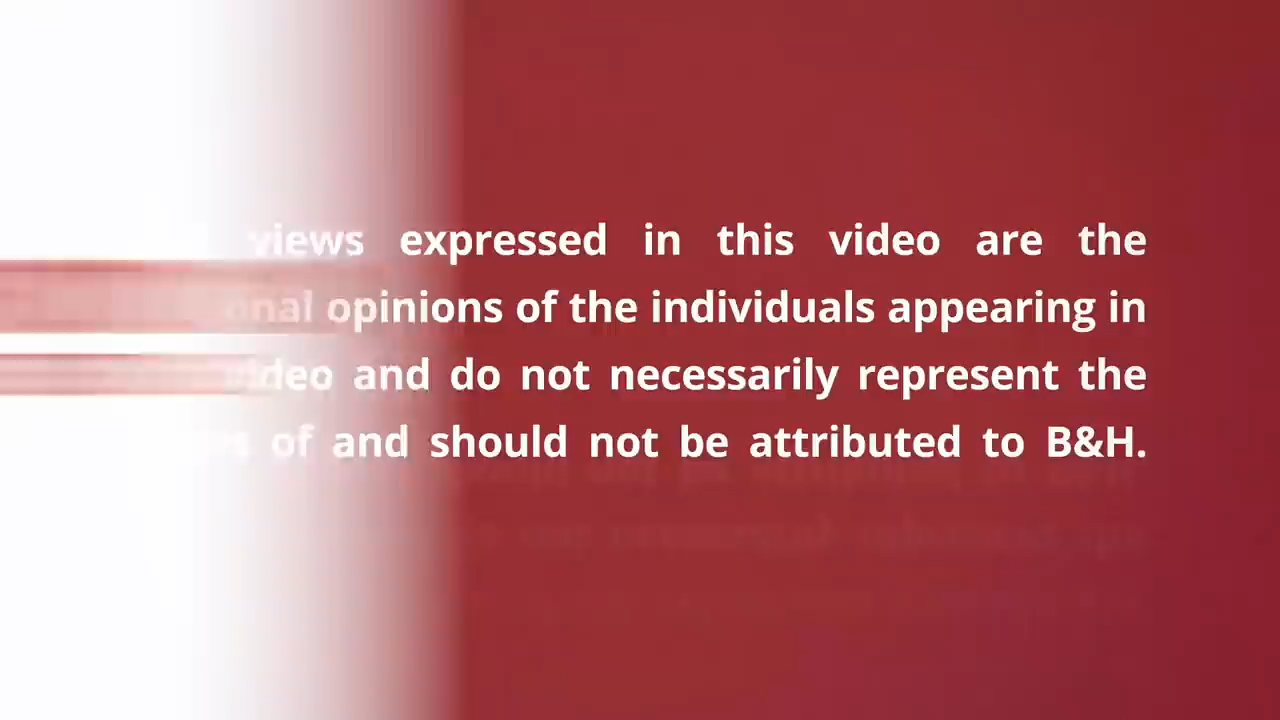 views expressed in this video are the
opinions of the individuals appearing in
video and do not necessarily represent the
of and should not be attributed to B&H.